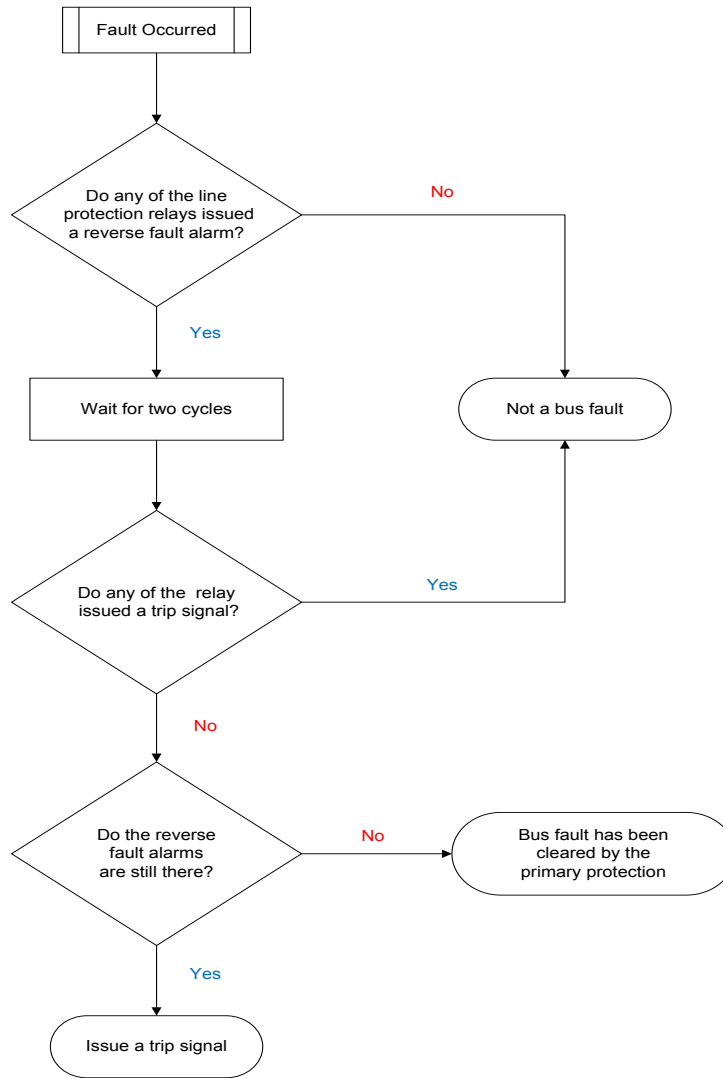 Fault Occurred
Do any of the line
protection relays issued
a reverse fault alarm?
No
Yes
Wait for two cycles
Not a bus fault
Do any of the relay
issued a trip signal?
Yes
No
Do the reverse
fault alarms
are still there?
No
Bus fault has been
cleared by the
primary protection
Yes
Issue a trip signal